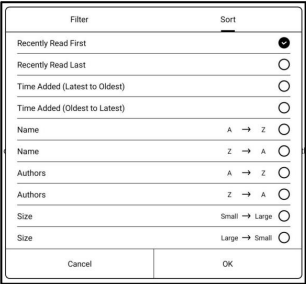 Filter Sort
Recently Read First
Recently Read Last
Time Added (Latest to Oldest)
Time Added (Oldest to Latest)
Name A → Z
Name Z → A
Authors A → Z
Authors Z → A
Size Small → Large
Size Large → Small
Cancel OK